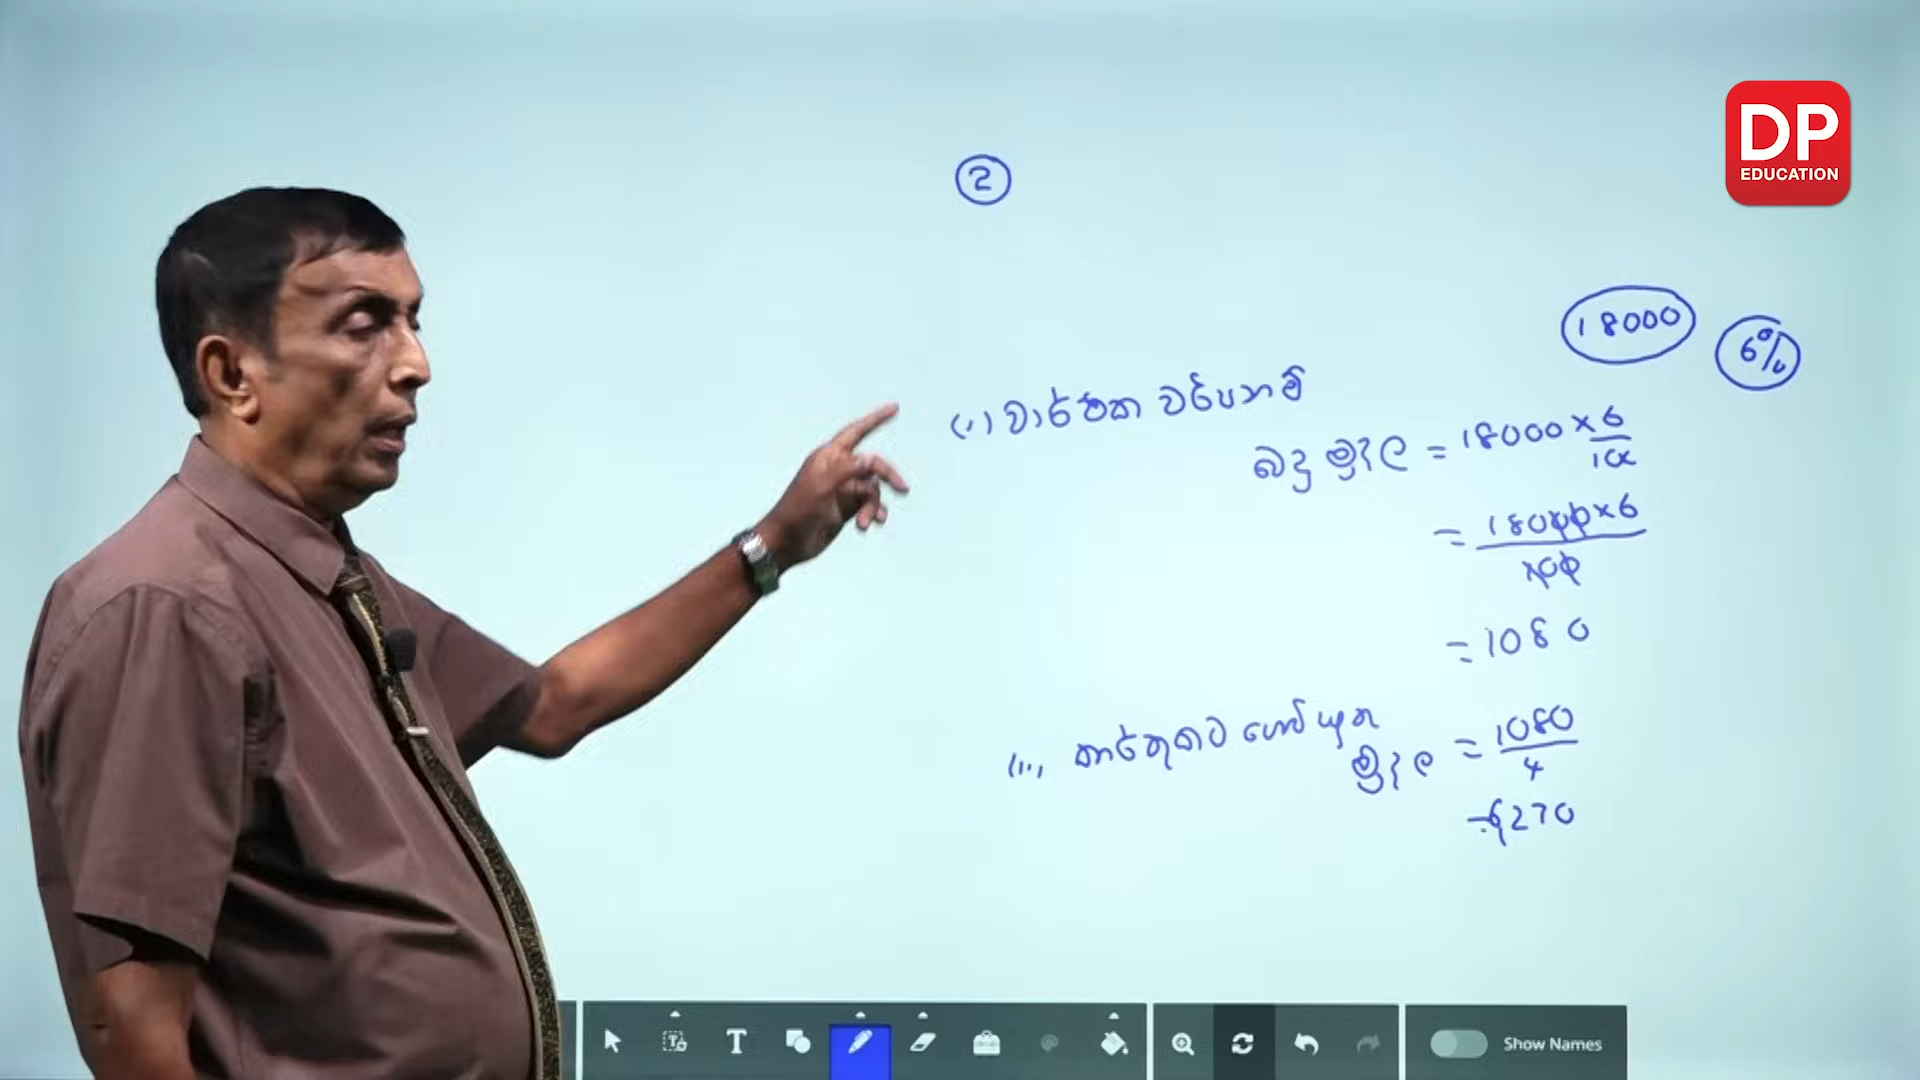 DP
EDUCATION
2
18000
6%
(i) වාර්ෂික වර්පනම්
බදු මුදල = 18000 × 6/100
= 18000×6/100
= 1080
(ii) කාර්තුකට ගෙවිය යුතු
මුදල = 1080/4
= රු 270
Show Names